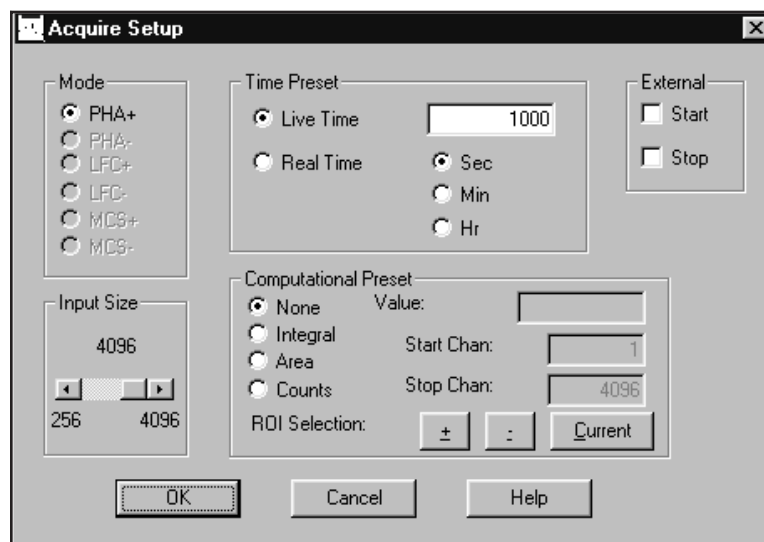 Acquire Setup
Mode
PHA+
PHA-
LFC+
LFC-
MCS+
MCS-
Time Preset
Live Time 1000
Real Time
Sec
Min
Hr
External
Start
Stop
Input Size
4096
256 4096
Computational Preset
None Value:
Integral Start Chan: 1
Area
Counts Stop Chan: 4096
ROI Selection: + - Current
OK Cancel Help